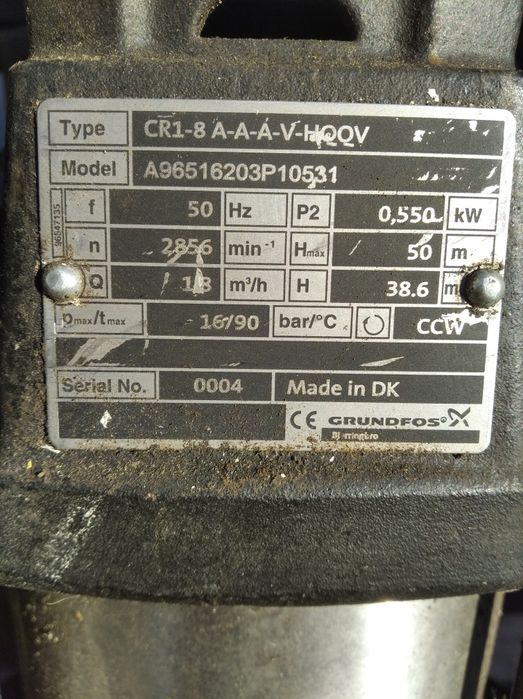 Type CR1-8 A-A-A-V-HQQV
Model A96516203P10531
f 50 Hz P2 0,550 kW
n 2856 min⁻¹ Hmax 50 m
Q 1.8 m³/h H 38.6 m
pmax/tmax 16/90 bar/°C CCW
Serial No. 0004 Made in DK
CE GRUNDFOS